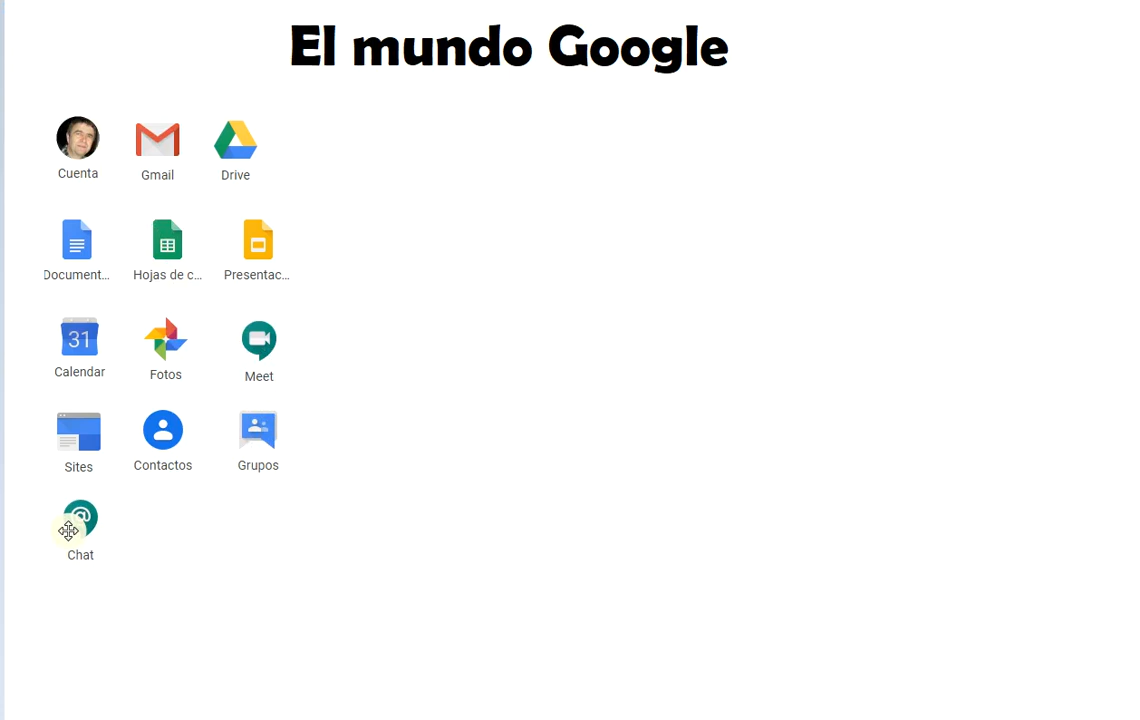 El mundo Google
Cuenta Gmail Drive
Document... Hojas de c... Presentac...
31
Calendar Fotos Meet
Sites Contactos Grupos
@
Chat